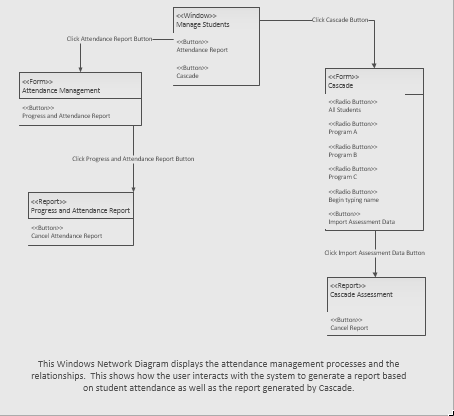 <<Window>>
Manage Students
<<Button>>
Attendance Report
<<Button>>
Cascade
Click Attendance Report Button
Click Cascade Button
<<Form>>
Attendance Management
<<Button>>
Progress and Attendance Report
Click Progress and Attendance Report Button
<<Report>>
Progress and Attendance Report
<<Button>>
Cancel Attendance Report
<<Form>>
Cascade
<<Radio Button>>
All Students
<<Radio Button>>
Program A
<<Radio Button>>
Program B
<<Radio Button>>
Program C
<<Radio Button>>
Begin typing name
<<Button>>
Import Assessment Data
Click Import Assessment Data Button
<<Report>>
Cascade Assessment
<<Button>>
Cancel Report
This Windows Network Diagram displays the attendance management processes and the
relationships. This shows how the user interacts with the system to generate a report based
on student attendance as well as the report generated by Cascade.